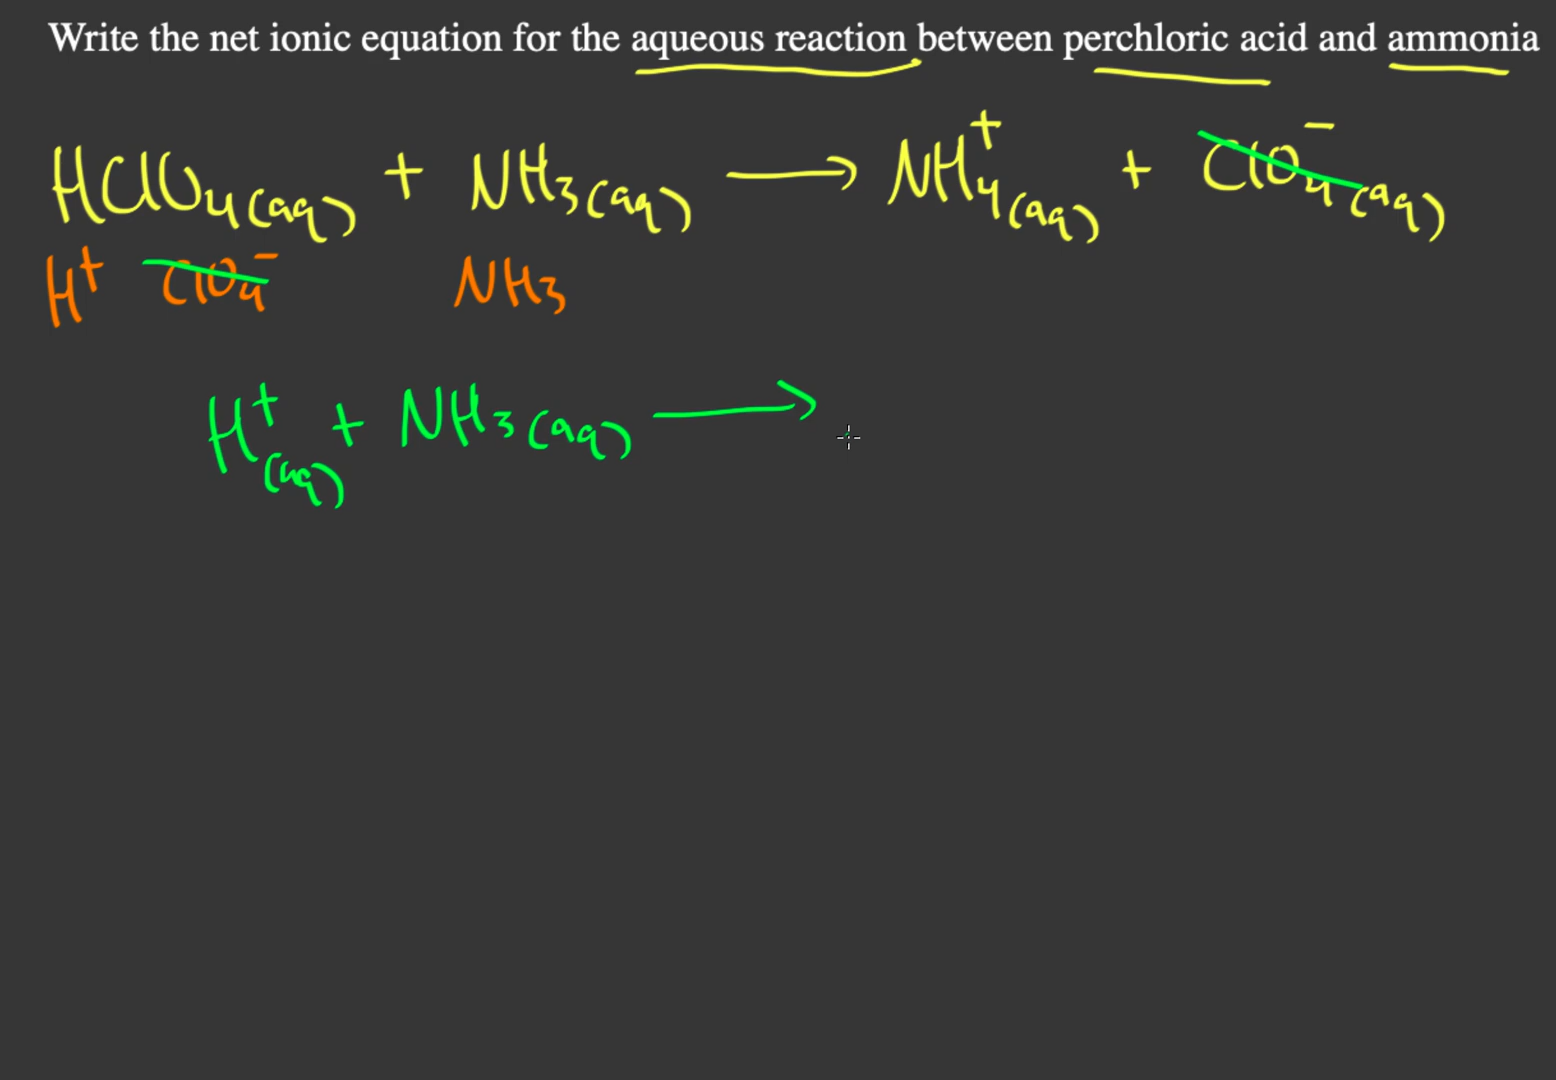 Write the net ionic equation for the aqueous reaction between perchloric acid and ammonia
HClO₄(aq) + NH₃(aq) → NH₄⁺(aq) + ClO₄⁻(aq)
H⁺ ClO₄⁻ NH₃
H⁺(aq) + NH₃(aq) →